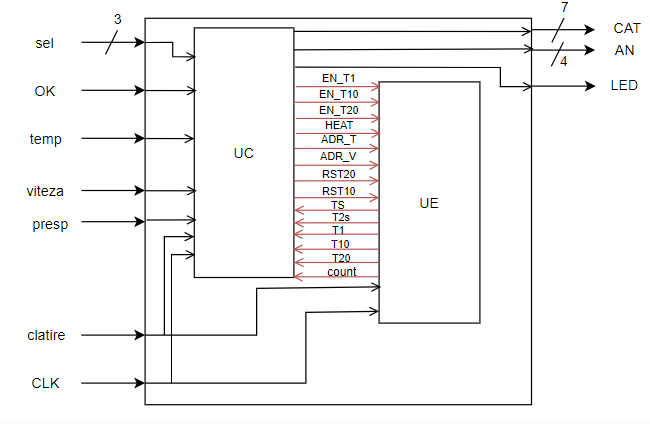 3
7
sel
CAT
AN
4
OK
EN_T1
LED
EN_T10
EN_T20
HEAT
temp
ADR_T
UC
ADR_V
RST20
viteza
RST10
UE
TS
presp
T2s
T1
T10
T20
count
clatire
CLK